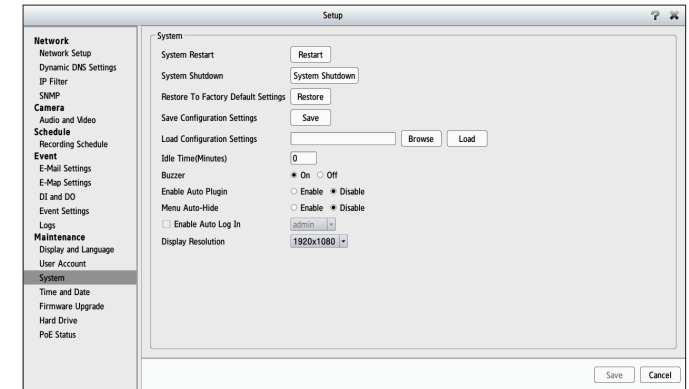 Setup
?
Network
Network Setup
Dynamic DNS Settings
IP Filter
SNMP
Camera
Audio and Video
Schedule
Recording Schedule
Event
E-Mail Settings
E-Map Settings
DI and DO
Event Settings
Logs
Maintenance
Display and Language
User Account
System
Time and Date
Firmware Upgrade
Hard Drive
PoE Status
System
System Restart Restart
System Shutdown System Shutdown
Restore To Factory Default Settings Restore
Save Configuration Settings Save
Load Configuration Settings Browse Load
Idle Time(Minutes) 0
Buzzer On Off
Enable Auto Plugin Enable Disable
Menu Auto-Hide Enable Disable
Enable Auto Log In admin
Display Resolution 1920x1080
Save Cancel